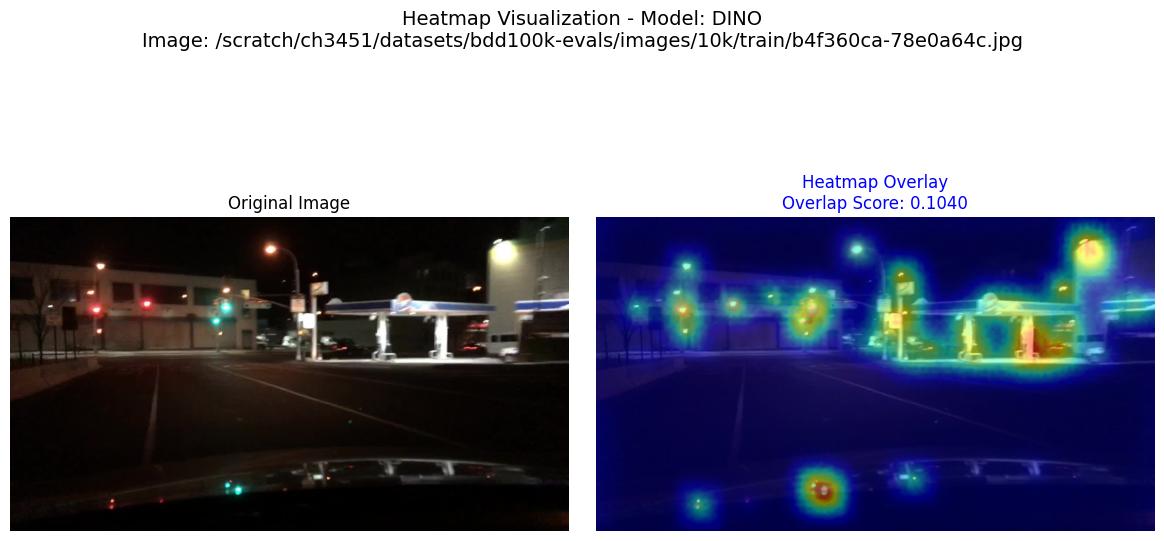 Heatmap Visualization - Model: DINO
Image: /scratch/ch3451/datasets/bdd100k-evals/images/10k/train/b4f360ca-78e0a64c.jpg
Original Image
Heatmap Overlay
Overlap Score: 0.1040